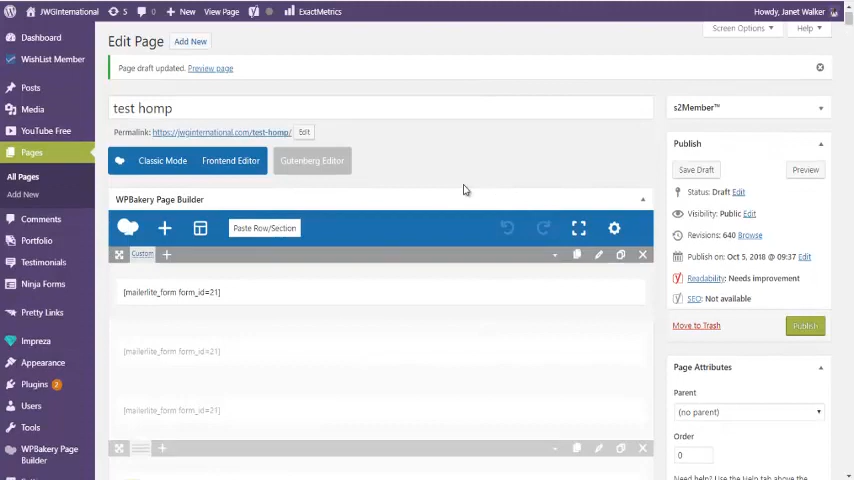 JWGInternational 5 + New View Page ExactMetrics Howdy, Janet Walker
Dashboard
WishList Member
Posts
Media
YouTube Free
Pages
All Pages
Add New
Comments
Portfolio
Testimonials
Ninja Forms
Pretty Links
Impreza
Appearance
Plugins 2
Users
Tools
WPBakery Page
Builder
Edit Page Add New
Screen Options Help
Page draft updated. Preview page
test homp
Permalink: https://jwginternational.com/test-homp/ Edit
Classic Mode Frontend Editor Gutenberg Editor
WPBakery Page Builder
Paste Row/Section
Custom
[mailerlite_form form_id=21]
[mailerlite_form form_id=21]
[mailerlite_form form_id=21]
s2Member™
Publish
Save Draft Preview
Status: Draft Edit
Visibility: Public Edit
Revisions: 640 Browse
Publish on: Oct 5, 2018 @ 09:37 Edit
Readability: Needs improvement
SEO: Not available
Move to Trash Publish
Page Attributes
Parent
(no parent)
Order
0
Need help? Use the Help tab above the